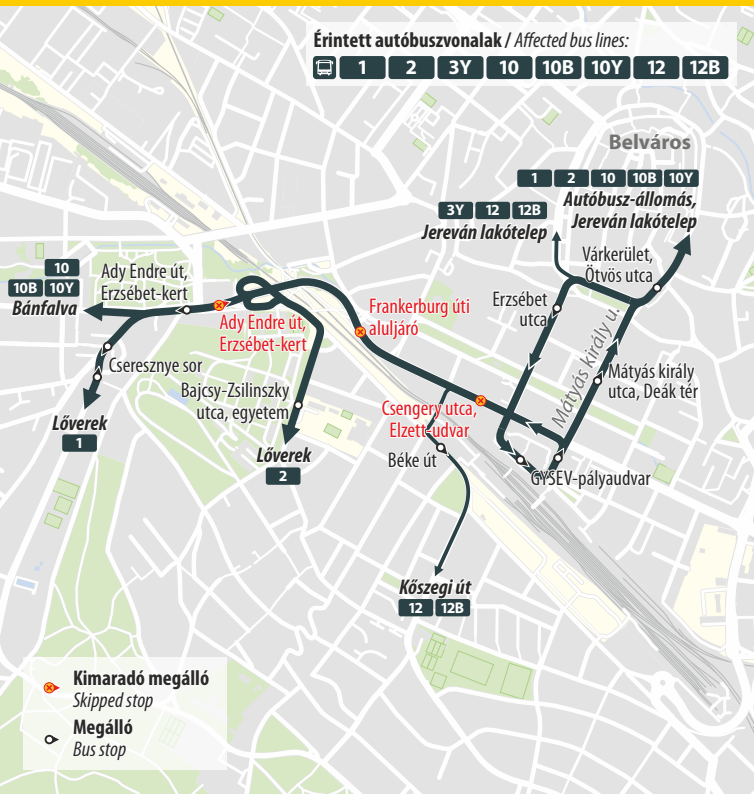 Érintett autóbuszvonalak / Affected bus lines:
1 2 3Y 10 10B 10Y 12 12B
Belváros
1 2 10 10B 10Y
Autóbusz-állomás,
Jereván lakótelep
3Y 12 12B
Jereván lakótelep
Várkerület,
Ötvös utca
10
10B 10Y
Bánfalva
Ady Endre út,
Erzsébet-kert
Erzsébet
utca
Frankerburg úti
aluljáró
Ady Endre út,
Erzsébet-kert
Mátyás király u.
Cseresznye sor
Mátyás király
utca, Deák tér
Bajcsy-Zsilinszky
utca, egyetem
Csengery utca,
Elzett-udvar
Lőverek
1
Lőverek
2
Béke út
GYSEV-pályaudvar
Kőszegi út
12 12B
Kimaradó megálló
Skipped stop
Megálló
Bus stop